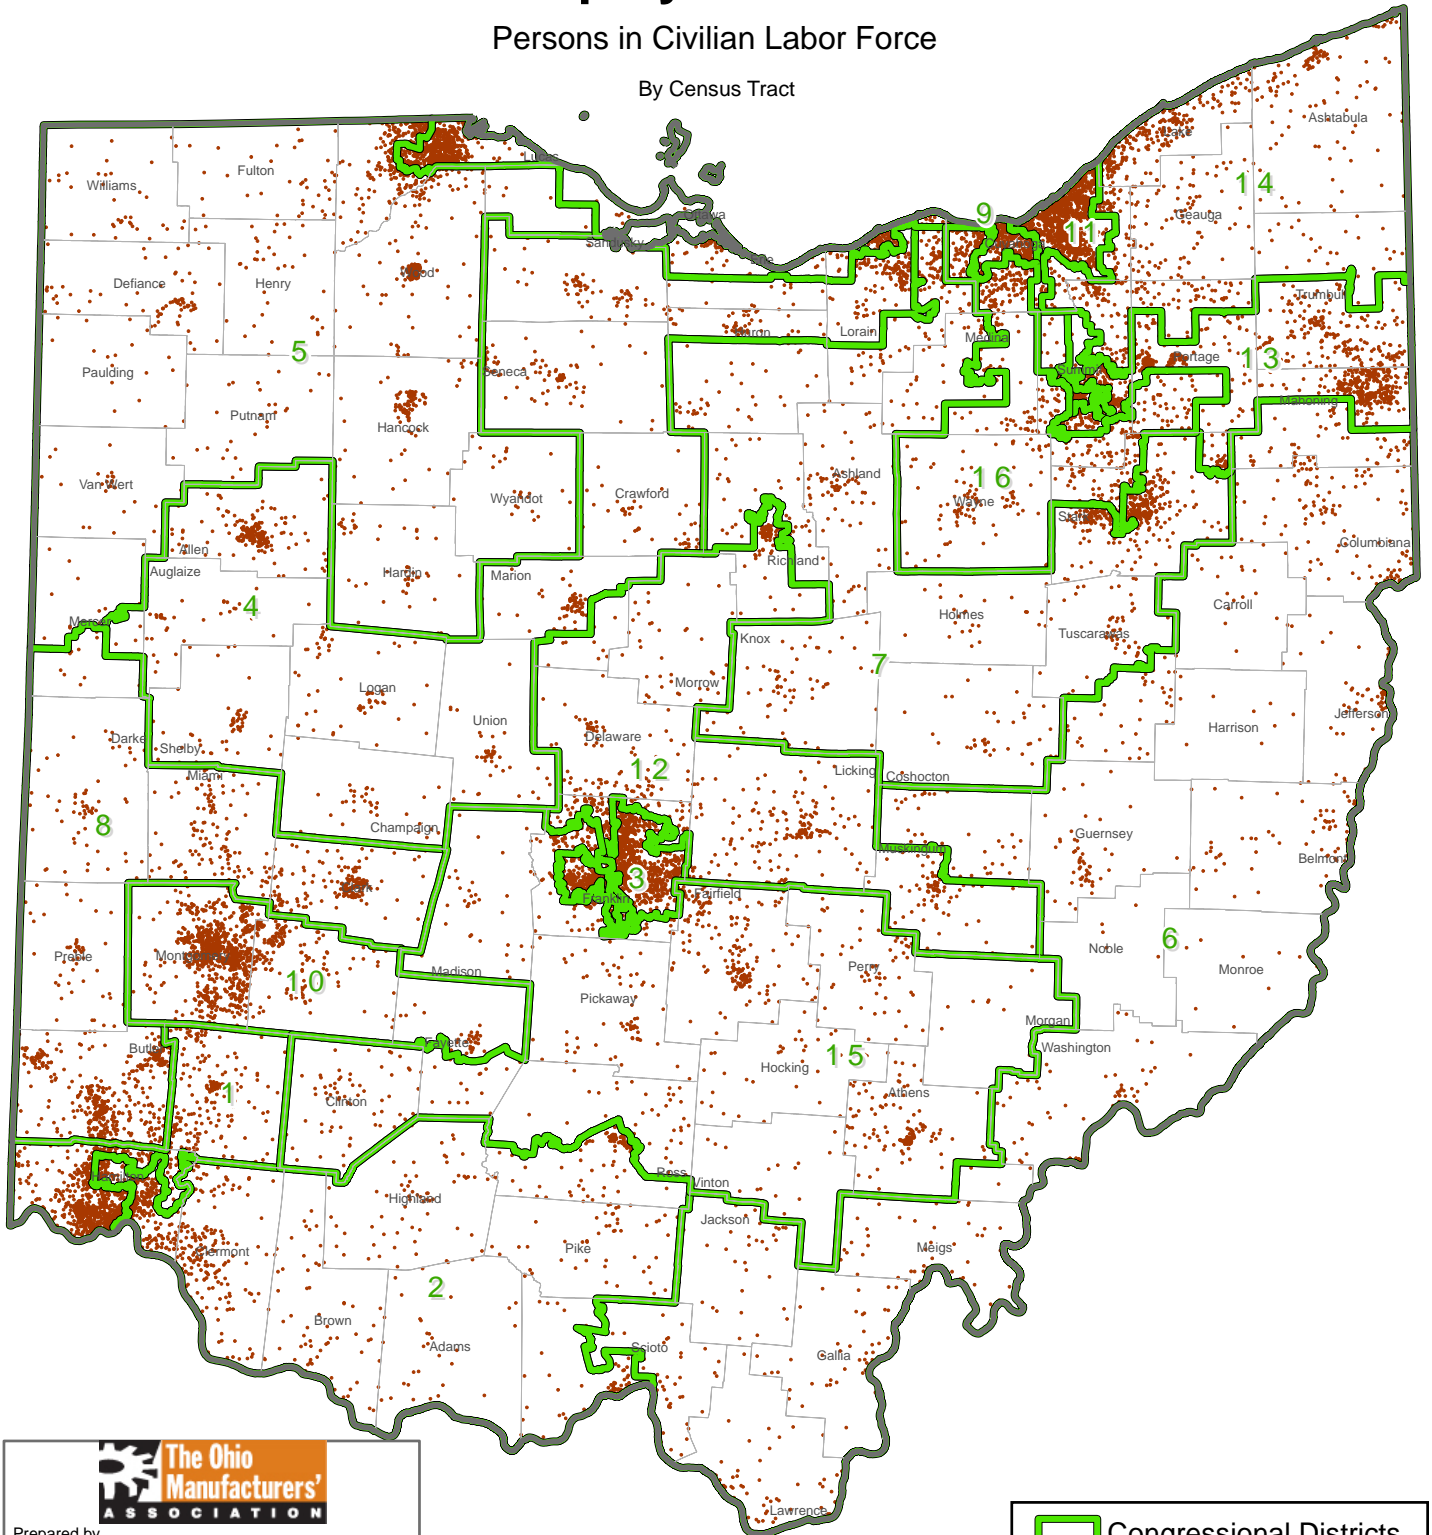 Persons in Civilian Labor Force
By Census Tract
Ashtabula
Lake
Lucas
Fulton
Williams
14
Geauga
9
Ottawa
11
Sandusky
Erie
Wood
Defiance
Henry
Trumbull
Huron
Lorain
Medina
5
Portage
13
Paulding
Seneca
Summit
Mahoning
Putnam
Hancock
Ashland
16
Van Wert
Wyandot
Crawford
Wayne
Stark
Columbiana
Allen
Richland
Auglaize
Hardin
Marion
4
Carroll
Holmes
Mercer
Tuscarawas
Knox
7
Morrow
Logan
Union
Jefferson
Harrison
Darke
Delaware
Shelby
12
Miami
Licking
Coshocton
8
Champaign
Guernsey
Muskingum
Belmont
3
Fairfield
Franklin
6
Noble
Preble
Montgomery
Perry
Monroe
Madison
10
Pickaway
Morgan
Fayette
Butler
Washington
15
Hocking
1
Clinton
Athens
Hamilton
Ross
Vinton
Highland
Jackson
Clermont
Pike
Meigs
2
Brown
Adams
Scioto
Gallia
Lawrence
The Ohio
Manufacturers'
ASSOCIATION
Prepared by
Congressional Districts